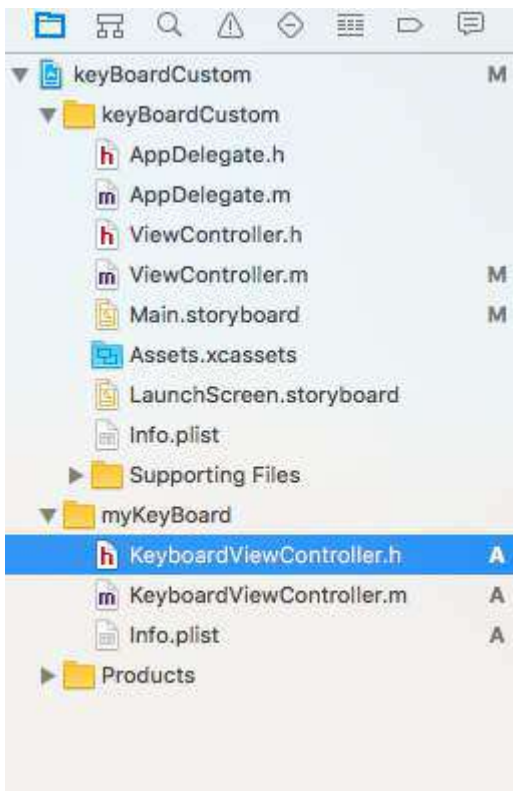 keyBoardCustom M
keyBoardCustom
h AppDelegate.h
m AppDelegate.m
h ViewController.h
m ViewController.m M
Main.storyboard M
Assets.xcassets
LaunchScreen.storyboard
Info.plist
Supporting Files
myKeyBoard
h KeyboardViewController.h A
m KeyboardViewController.m A
Info.plist A
Products